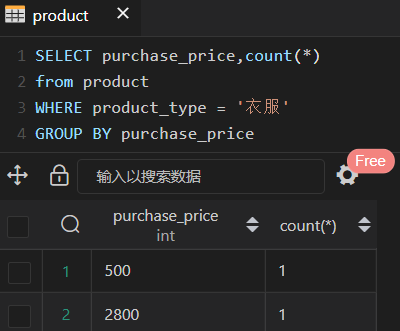 product
1 SELECT purchase_price,count(*)
2 from product
3 WHERE product_type = '衣服'
4 GROUP BY purchase_price
输入以搜索数据
Free
purchase_price count(*)
int
1 500 1
2 2800 1